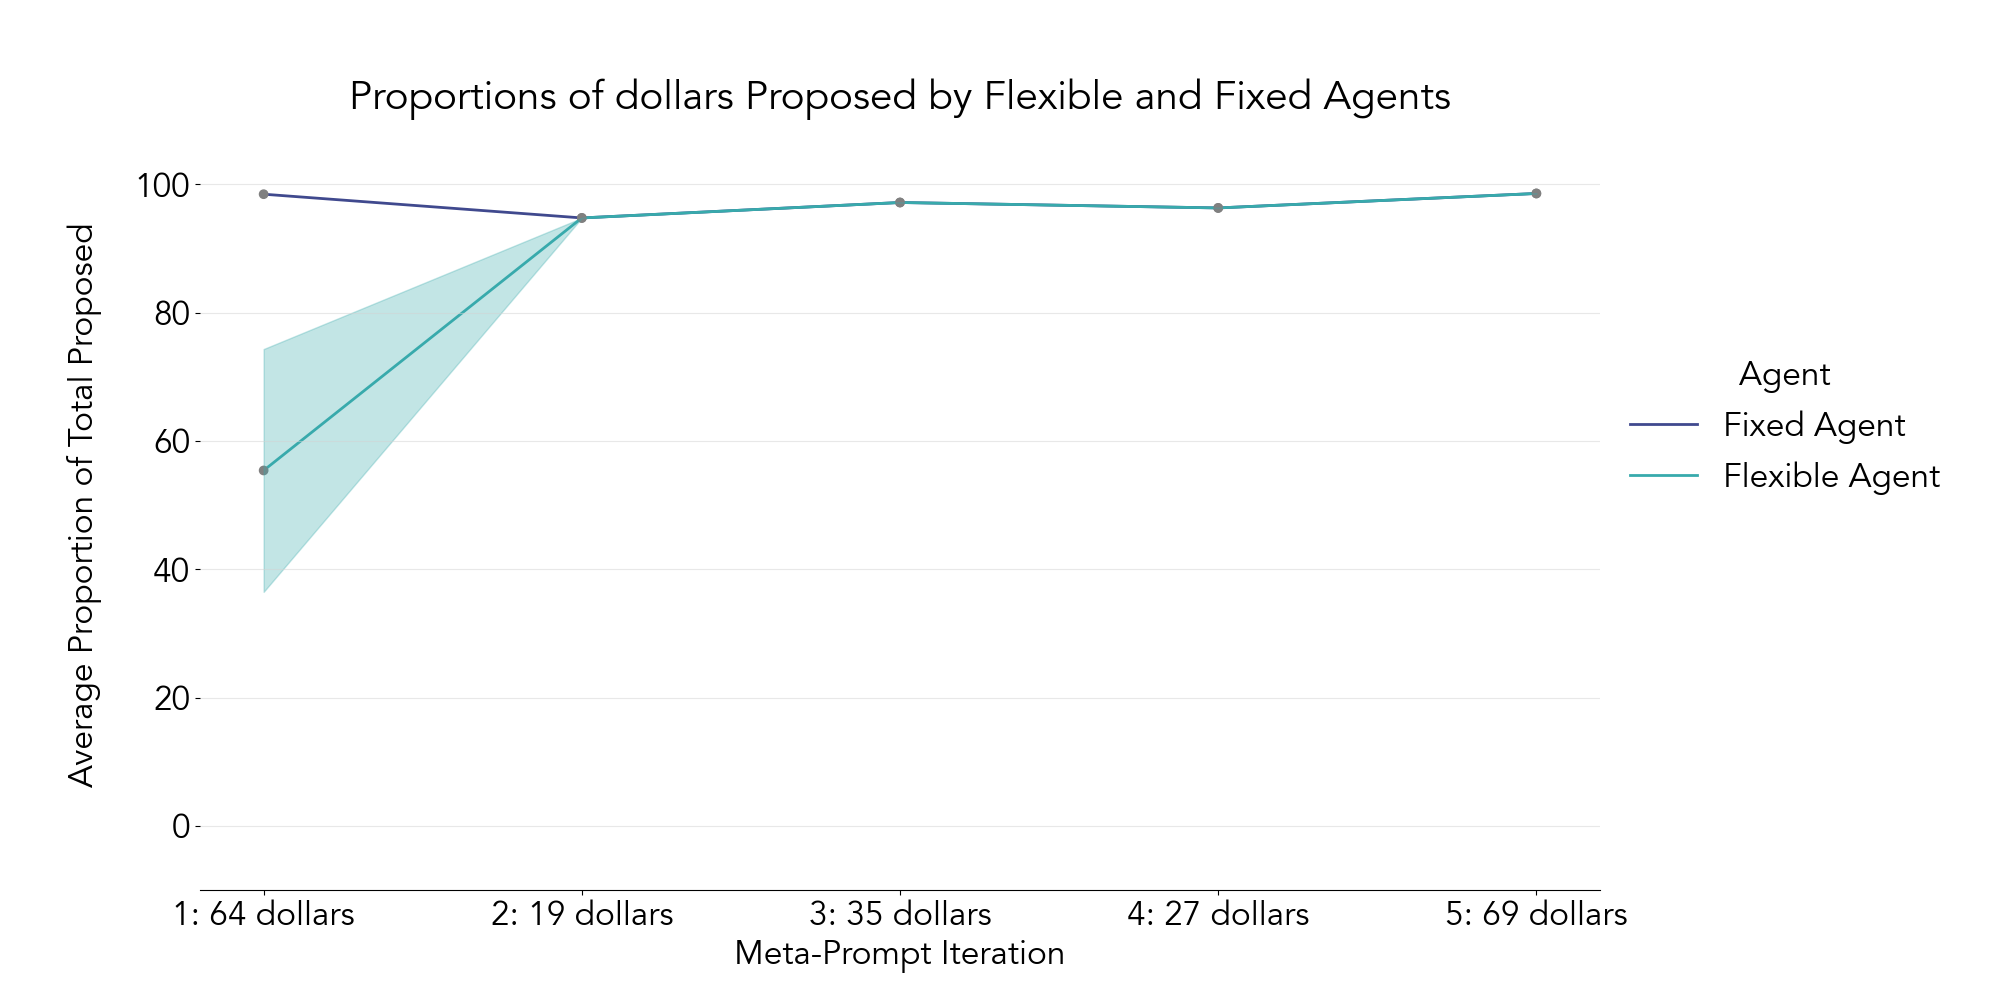 Proportions of dollars Proposed by Flexible and Fixed Agents
Average Proportion of Total Proposed
100
80
60
40
20
0
1: 64 dollars
2: 19 dollars
3: 35 dollars
4: 27 dollars
5: 69 dollars
Meta-Prompt Iteration
Agent
Fixed Agent
Flexible Agent